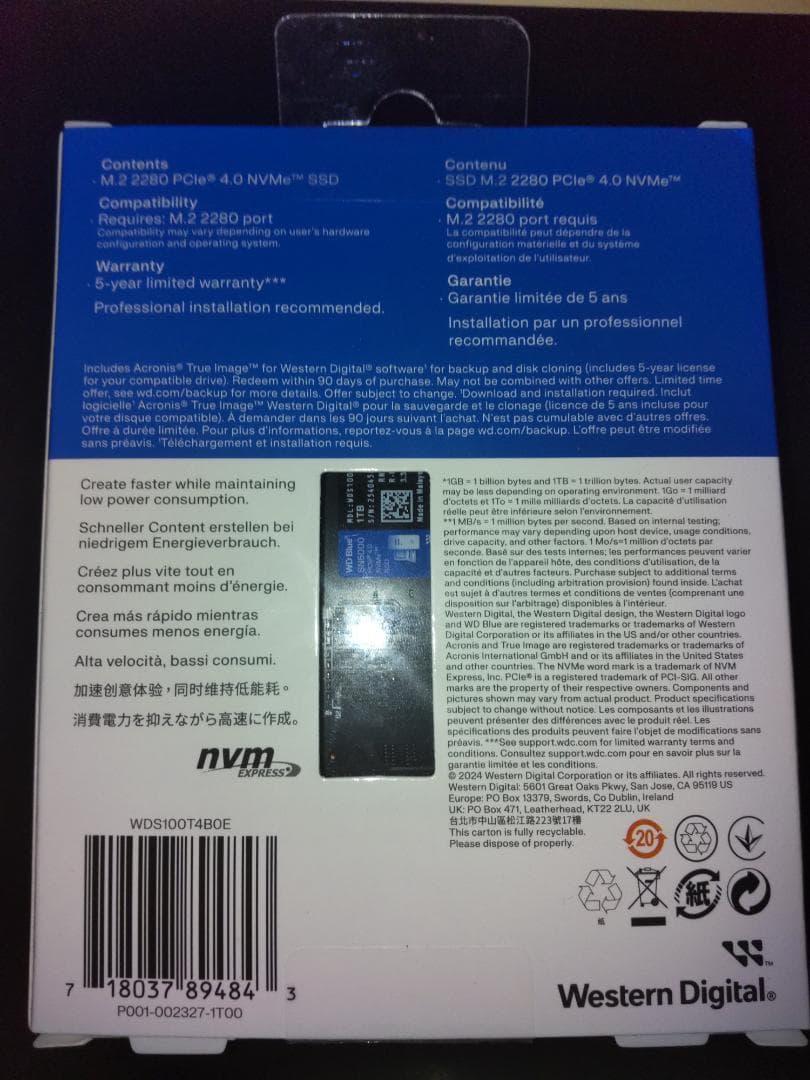 Contents
· M.2 2280 PCIe® 4.0 NVMe™ SSD
Compatibility
· Requires: M.2 2280 port
Compatibility may vary depending on user's hardware
configuration and operating system.
Warranty
· 5-year limited warranty***
Professional installation recommended.
Contenu
· SSD M.2 2280 PCIe® 4.0 NVMe™
Compatibilité
· M.2 2280 port requis
La compatibilité peut dépendre de la
configuration matérielle et du système
d'exploitation de l'utilisateur.
Garantie
· Garantie limitée de 5 ans
Installation par un professionnel
recommandée.
Includes Acronis® True Image™ for Western Digital® software¹ for backup and disk cloning (includes 5-year license
for your compatible drive). Redeem within 90 days of purchase. May not be combined with other offers. Limited time
offer, see wd.com/backup for more details. Offer subject to change. ¹Download and installation required. Inclut
logicielle¹ Acronis® True Image™ Western Digital® pour la sauvegarde et le clonage (licence de 5 ans incluse pour
votre disque compatible). À demander dans les 90 jours suivant l'achat. N'est pas cumulable avec d'autres offres.
Offre à durée limitée. Pour plus d'informations, reportez-vous à la page wd.com/backup. L'offre peut être modifiée
sans préavis. ¹Téléchargement et installation requis.
Create faster while maintaining
low power consumption.
Schneller Content erstellen bei
niedrigem Energieverbrauch.
Créez plus vite tout en
consommant moins d'énergie.
Crea más rápido mientras
consumes menos energía.
Alta velocità, bassi consumi.
加速创意体验，同时维持低能耗。
消費電力を抑えながら高速に作成。
nvm
EXPRESS
MDL: WDS100
1TB
S/N: 254045
Made in Malays
WD Blue
SN5000
NVMe™
SSD
*1GB = 1 billion bytes and 1TB = 1 trillion bytes. Actual user capacity
may be less depending on operating environment. 1Go = 1 milliard
d'octets et 1To = 1 mille milliards d'octets. La capacité d'utilisation
réelle peut être inférieure selon l'environnement.
**1 MB/s = 1 million bytes per second. Based on internal testing;
performance may vary depending upon host device, usage conditions,
drive capacity, and other factors. 1 Mo/s=1 million d'octets par
seconde. Basé sur des tests internes; les performances peuvent varier
en fonction de l'appareil hôte, des conditions d'utilisation, de la
capacité et d'autres facteurs. Purchase subject to additional terms
and conditions (including arbitration provision) found inside. L'achat
est sujet à d'autres termes et conditions de ventes (comprenant une
disposition sur l'arbitrage) disponibles à l'intérieur.
Western Digital, the Western Digital design, the Western Digital logo
and WD Blue are registered trademarks or trademarks of Western
Digital Corporation or its affiliates in the US and/or other countries.
Acronis and True Image are registered trademarks or trademarks of
Acronis International GmbH and or its affiliates in the United States
and other countries. The NVMe word mark is a trademark of NVM
Express, Inc. PCIe® is a registered trademark of PCI-SIG. All other
marks are the property of their respective owners. Components and
pictures shown may vary from actual product. Product specifications
subject to change without notice. Les composants et les illustrations
peuvent présenter des différences avec le produit réel. Les
spécifications des produits peuvent faire l'objet de modifications sans
préavis. ***See support.wdc.com for limited warranty terms and
conditions. Consultez support.wdc.com pour en savoir plus sur la
garantie limitée et les conditions.
© 2024 Western Digital Corporation or its affiliates. All rights reserved.
Western Digital: 5601 Great Oaks Pkwy, San Jose, CA 95119 US
Europe: PO Box 13379, Swords, Co Dublin, Ireland
UK: PO Box 471, Leatherhead, KT22 2LU, UK
台北市中山區松江路223號17樓
This carton is fully recyclable.
Please dispose of properly.
20
紙
紙
WDS100T4B0E
7 18037 89484 3
P001-002327-1T00
Western Digital®